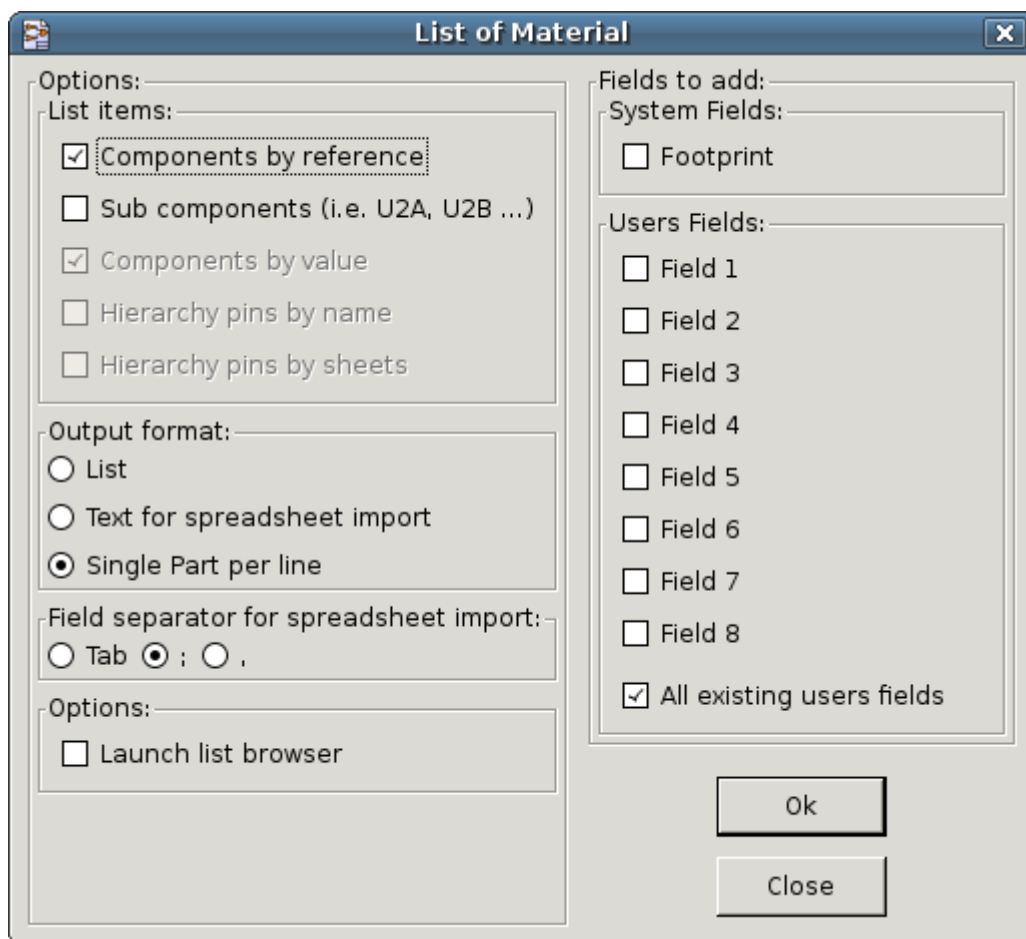 List of Material
Options:
List items:
Components by reference
Sub components (i.e. U2A, U2B ...)
Components by value
Hierarchy pins by name
Hierarchy pins by sheets
Output format:
List
Text for spreadsheet import
Single Part per line
Field separator for spreadsheet import:
Tab ; ,
Options:
Launch list browser
Fields to add:
System Fields:
Footprint
Users Fields:
Field 1
Field 2
Field 3
Field 4
Field 5
Field 6
Field 7
Field 8
All existing users fields
Ok
Close